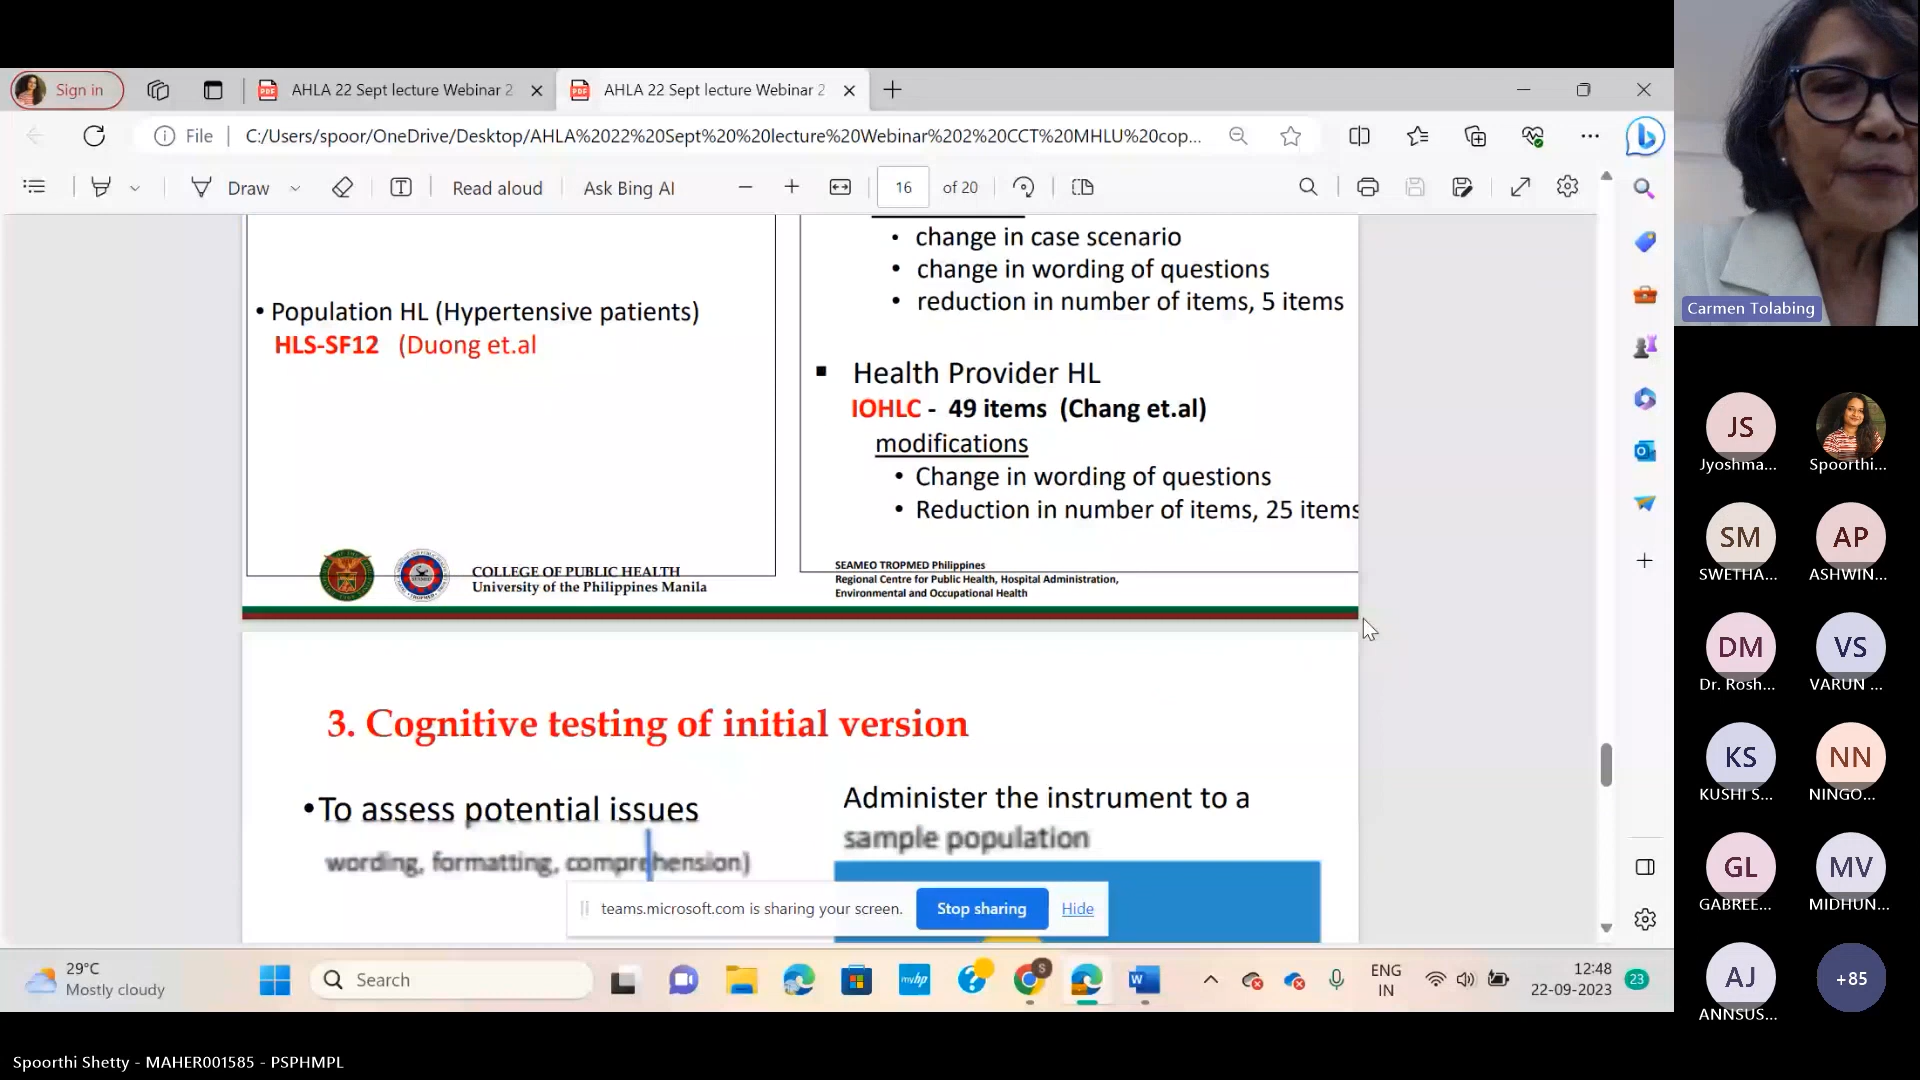 Sign in
AHLA 22 Sept lecture Webinar 2
AHLA 22 Sept lecture Webinar 2
File
C:/Users/spoor/OneDrive/Desktop/AHLA%2022%20Sept%20%20lecture%20Webinar%202%20CCT%20MHLU%20cop...
Draw
Read aloud
Ask Bing AI
16
of 20
• change in case scenario
• change in wording of questions
• reduction in number of items, 5 items
• Population HL (Hypertensive patients)
HLS-SF12 (Duong et.al
▪ Health Provider HL
IOHLC - 49 items (Chang et.al)
modifications
• Change in wording of questions
• Reduction in number of items, 25 items
COLLEGE OF PUBLIC HEALTH
University of the Philippines Manila
SEAMEO TROPMED Philippines
Regional Centre for Public Health, Hospital Administration,
Environmental and Occupational Health
3. Cognitive testing of initial version
•To assess potential issues
wording, formatting, comprehension)
Administer the instrument to a
sample population
teams.microsoft.com is sharing your screen.
Stop sharing
Hide
29°C
Mostly cloudy
Search
myhp
S
W
ENG
IN
12:48
22-09-2023
23
Carmen Tolabing
JS
Jyoshma...
Spoorthi...
SM
SWETHA...
AP
ASHWIN...
DM
Dr. Rosh...
VS
VARUN ...
KS
KUSHI S...
NN
NINGO...
GL
GABREE...
MV
MIDHUN...
AJ
ANNSUS...
+85
Spoorthi Shetty - MAHER001585 - PSPHMPL